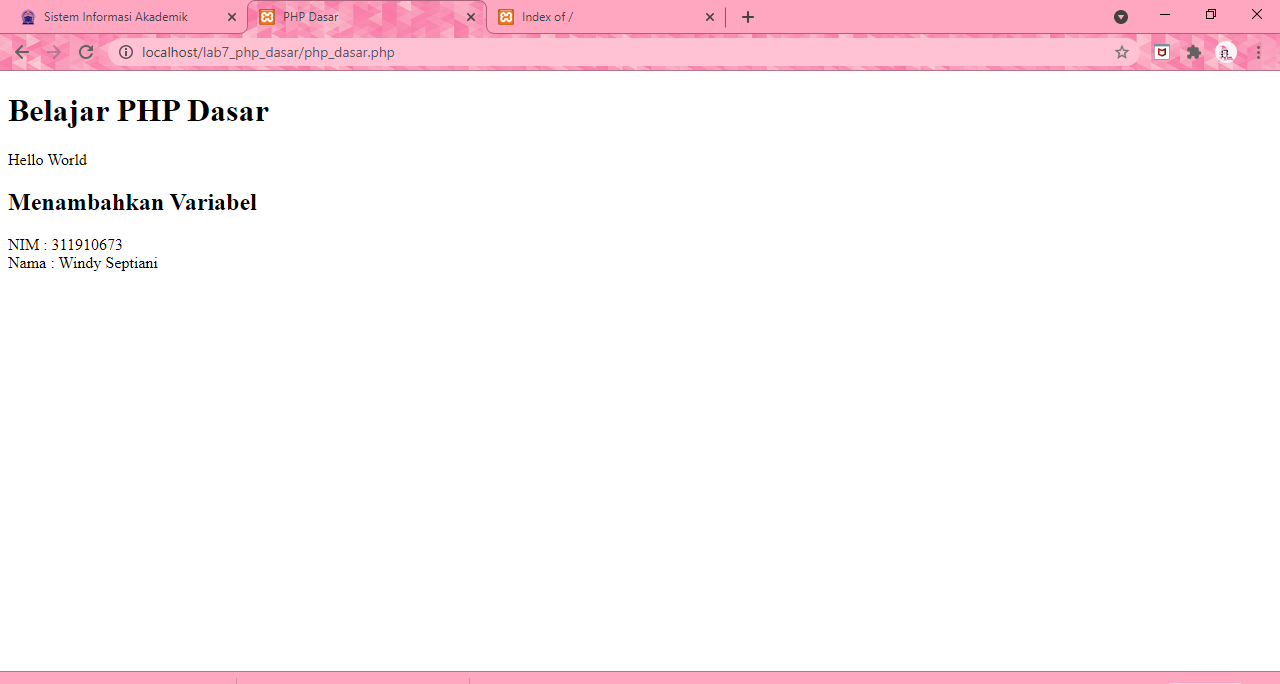 Sistem Informasi Akademik
PHP Dasar
Index of /
localhost/lab7_php_dasar/php_dasar.php
Belajar PHP Dasar
Hello World
Menambahkan Variabel
NIM : 311910673
Nama : Windy Septiani